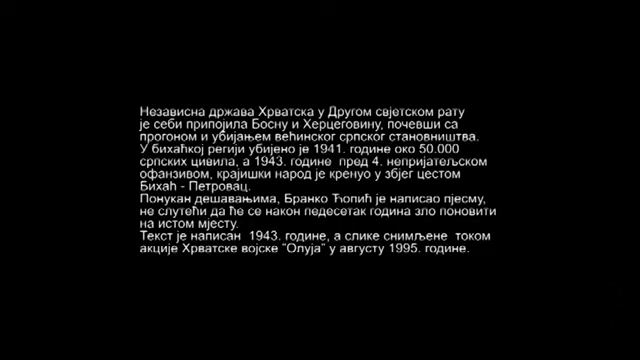 Независна држава Хрватска у Другом свјетском рату
је себи припојила Босну и Херцеговину, почевши са
прогоном и убијањем већинског српског становништва.
У бихаћкој регији убијено је 1941. године око 50.000
српских цивила, а 1943. године пред 4. непријатељском
офанзивом, крајишки народ је кренуо у збјег цестом
Бихаћ - Петровац.
Понукан дешавањима, Бранко Ћопић је написао пјесму,
не слутећи да ће се након педесетак година зло поновити
на истом мјесту.
Текст је написан 1943. године, а слике снимљене током
акције Хрватске војске "Олуја" у августу 1995. године.